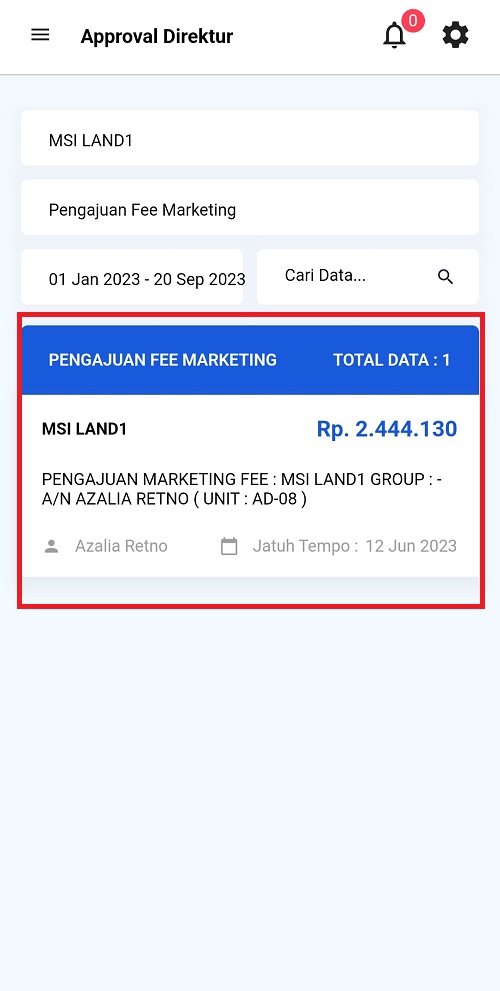 Approval Direktur
0
MSI LAND1
Pengajuan Fee Marketing
01 Jan 2023 - 20 Sep 2023
Cari Data...
PENGAJUAN FEE MARKETING
TOTAL DATA : 1
MSI LAND1
Rp. 2.444.130
PENGAJUAN MARKETING FEE : MSI LAND1 GROUP : -
A/N AZALIA RETNO ( UNIT : AD-08 )
Azalia Retno
Jatuh Tempo : 12 Jun 2023